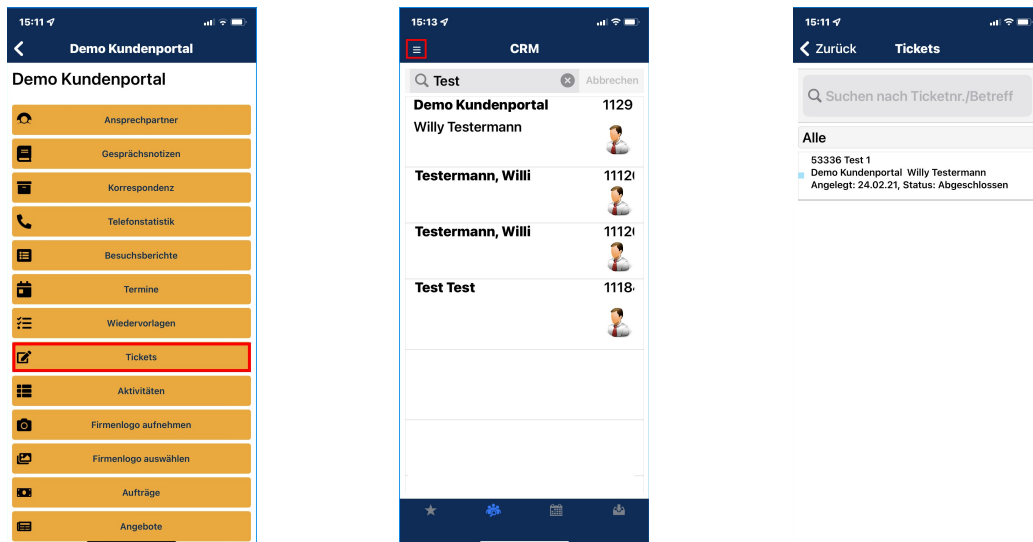 15:11
Demo Kundenportal
Demo Kundenportal
Ansprechpartner
Gesprächsnotizen
Korrespondenz
Telefonstatistik
Besuchsberichte
Termine
Wiedervorlagen
Tickets
Aktivitäten
Firmenlogo aufnehmen
Firmenlogo auswählen
Aufträge
Angebote
15:13
CRM
Test
Abbrechen
Demo Kundenportal 1129
Willy Testermann
Testermann, Willi 1112
Testermann, Willi 1112
Test Test 1118
15:11
Zurück Tickets
Suchen nach Ticketnr./Betreff
Alle
53336 Test 1
Demo Kundenportal Willy Testermann
Angelegt: 24.02.21, Status: Abgeschlossen